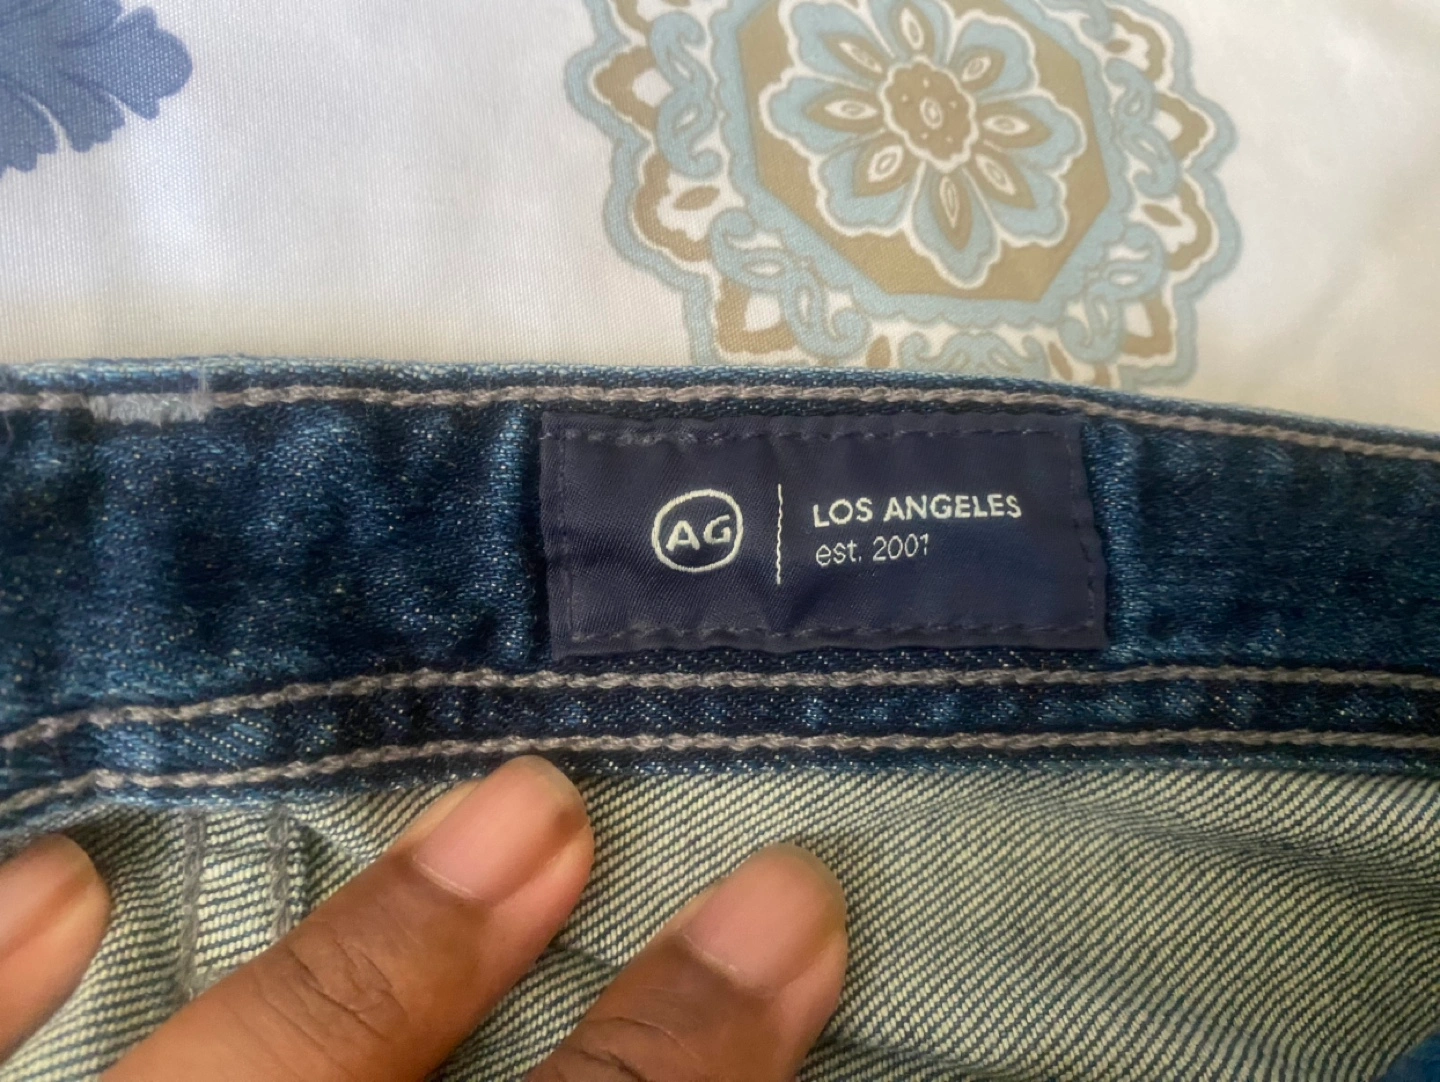 AG
LOS ANGELES
est. 2001